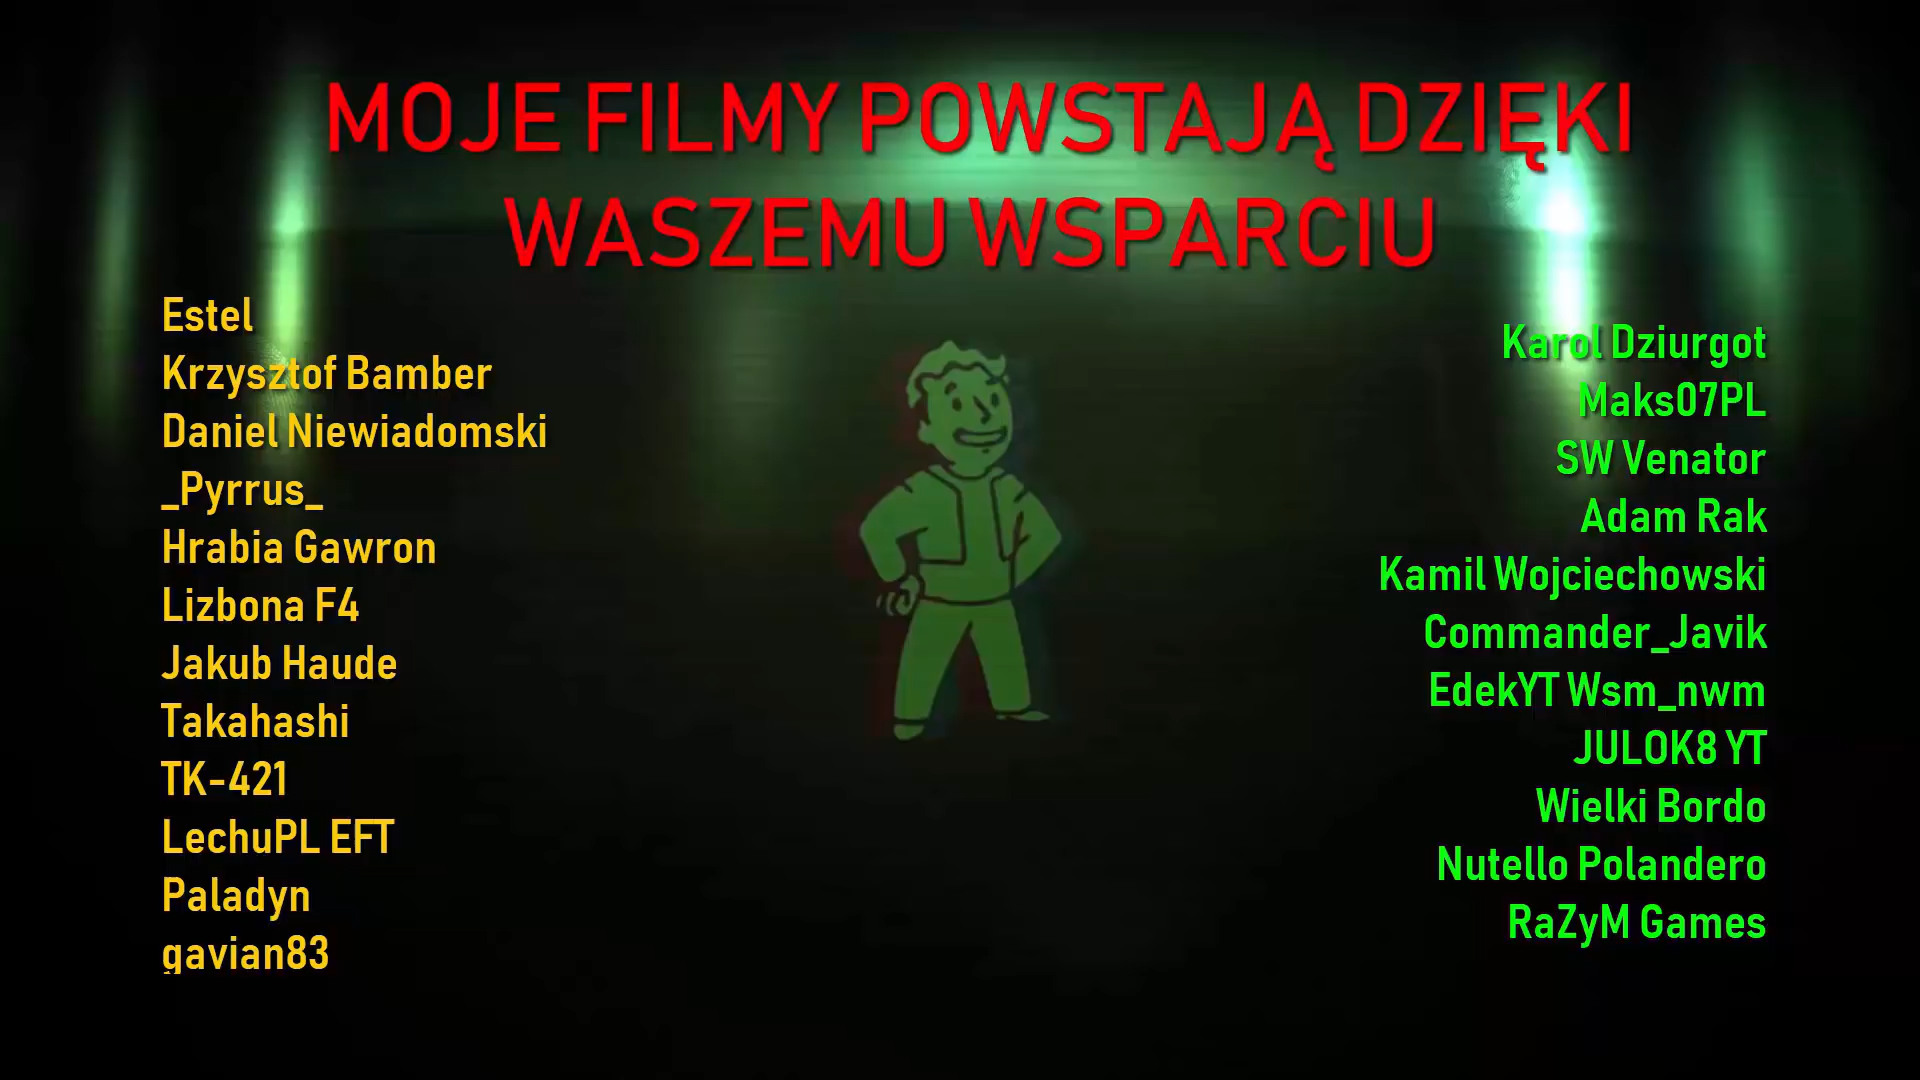 MOJE FILMY POWSTAJĄ DZIĘKI
WASZEMU WSPARCIU
Estel
Krzysztof Bamber
Daniel Niewiadomski
_Pyrrus_
Hrabia Gawron
Lizbona F4
Jakub Haude
Takahashi
TK-421
LechuPL EFT
Paladyn
gavian83
Karol Dziurgot
Maks07PL
SW Venator
Adam Rak
Kamil Wojciechowski
Commander_Javik
EdekYT Wsm_nwm
JULOK8 YT
Wielki Bordo
Nutello Polandero
RaZyM Games